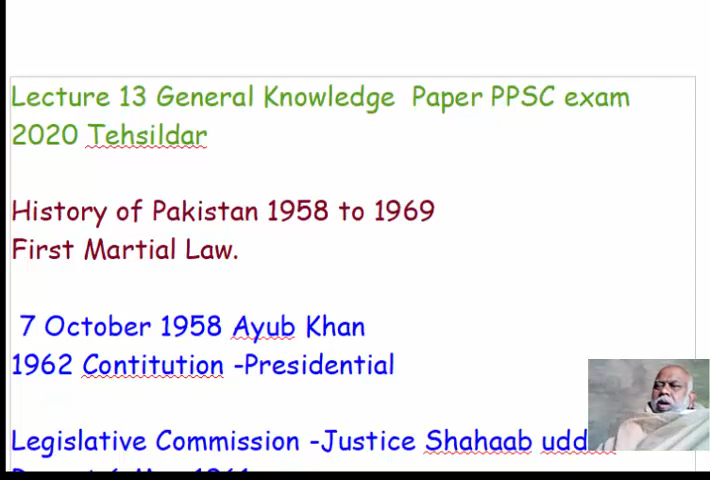 Lecture 13 General Knowledge Paper PPSC exam
2020 Tehsildar
History of Pakistan 1958 to 1969
First Martial Law.
7 October 1958 Ayub Khan
1962 Contitution -Presidential
Legislative Commission -Justice Shahaab udd